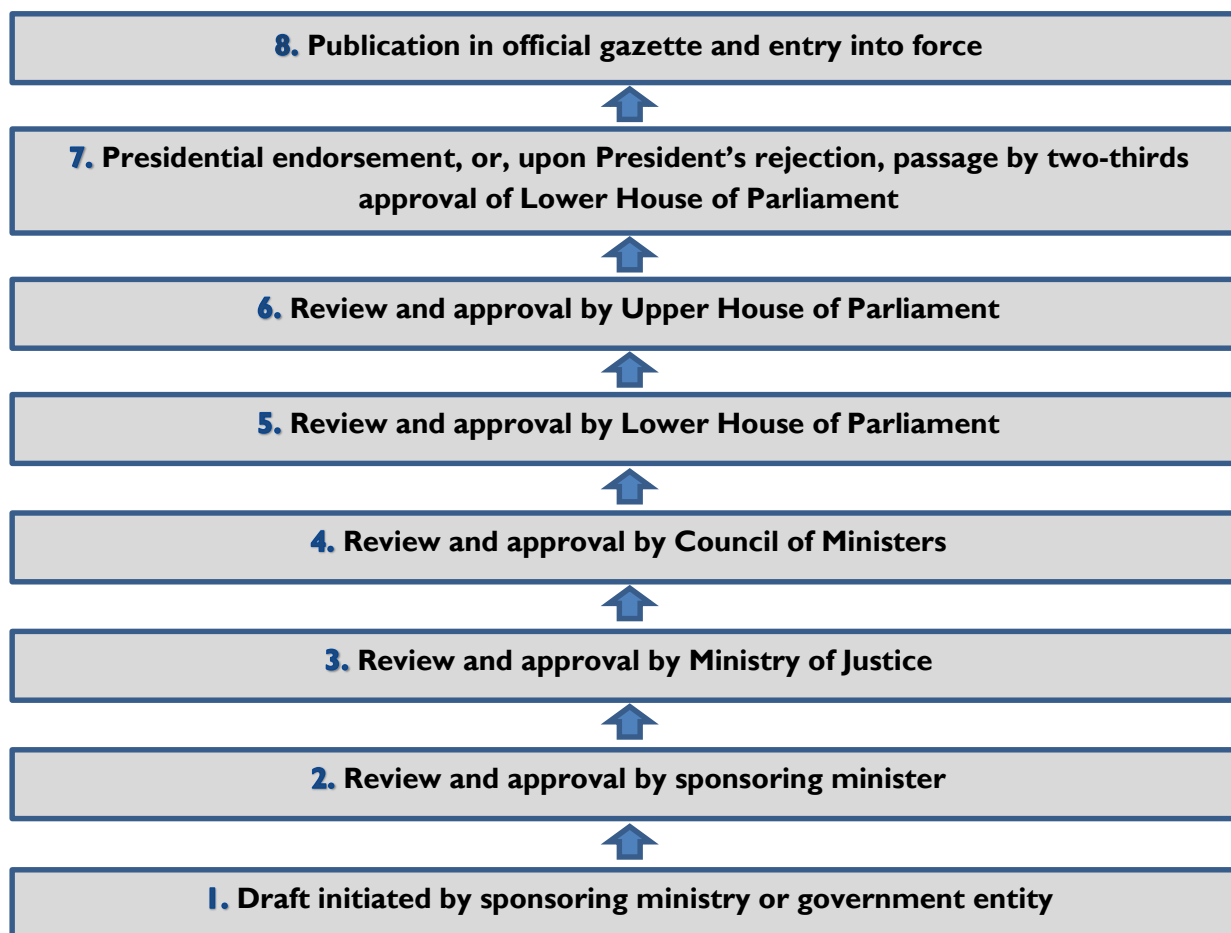 8. Publication in official gazette and entry into force
7. Presidential endorsement, or, upon President’s rejection, passage by two-thirds
approval of Lower House of Parliament
6. Review and approval by Upper House of Parliament
5. Review and approval by Lower House of Parliament
4. Review and approval by Council of Ministers
3. Review and approval by Ministry of Justice
2. Review and approval by sponsoring minister
1. Draft initiated by sponsoring ministry or government entity